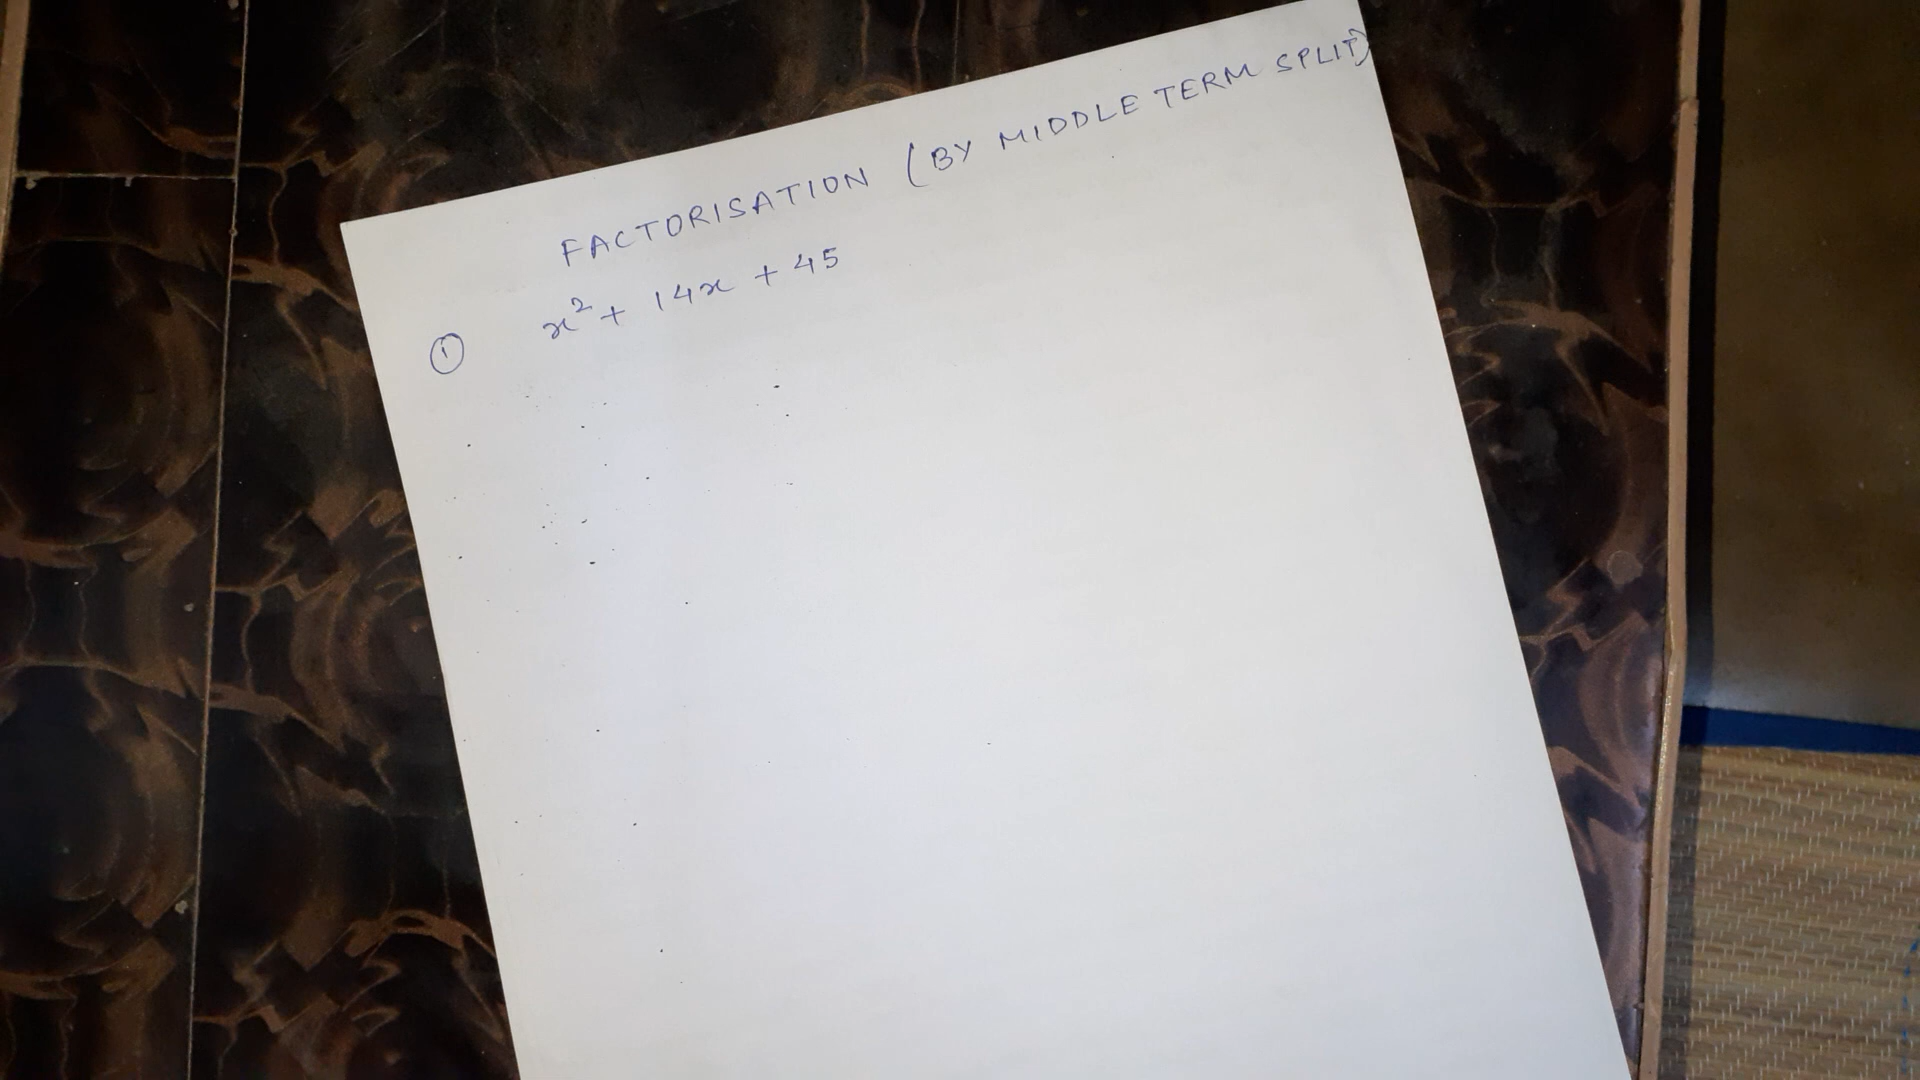 FACTORISATION (BY MIDDLE TERM SPLIT)
① x² + 14x + 45